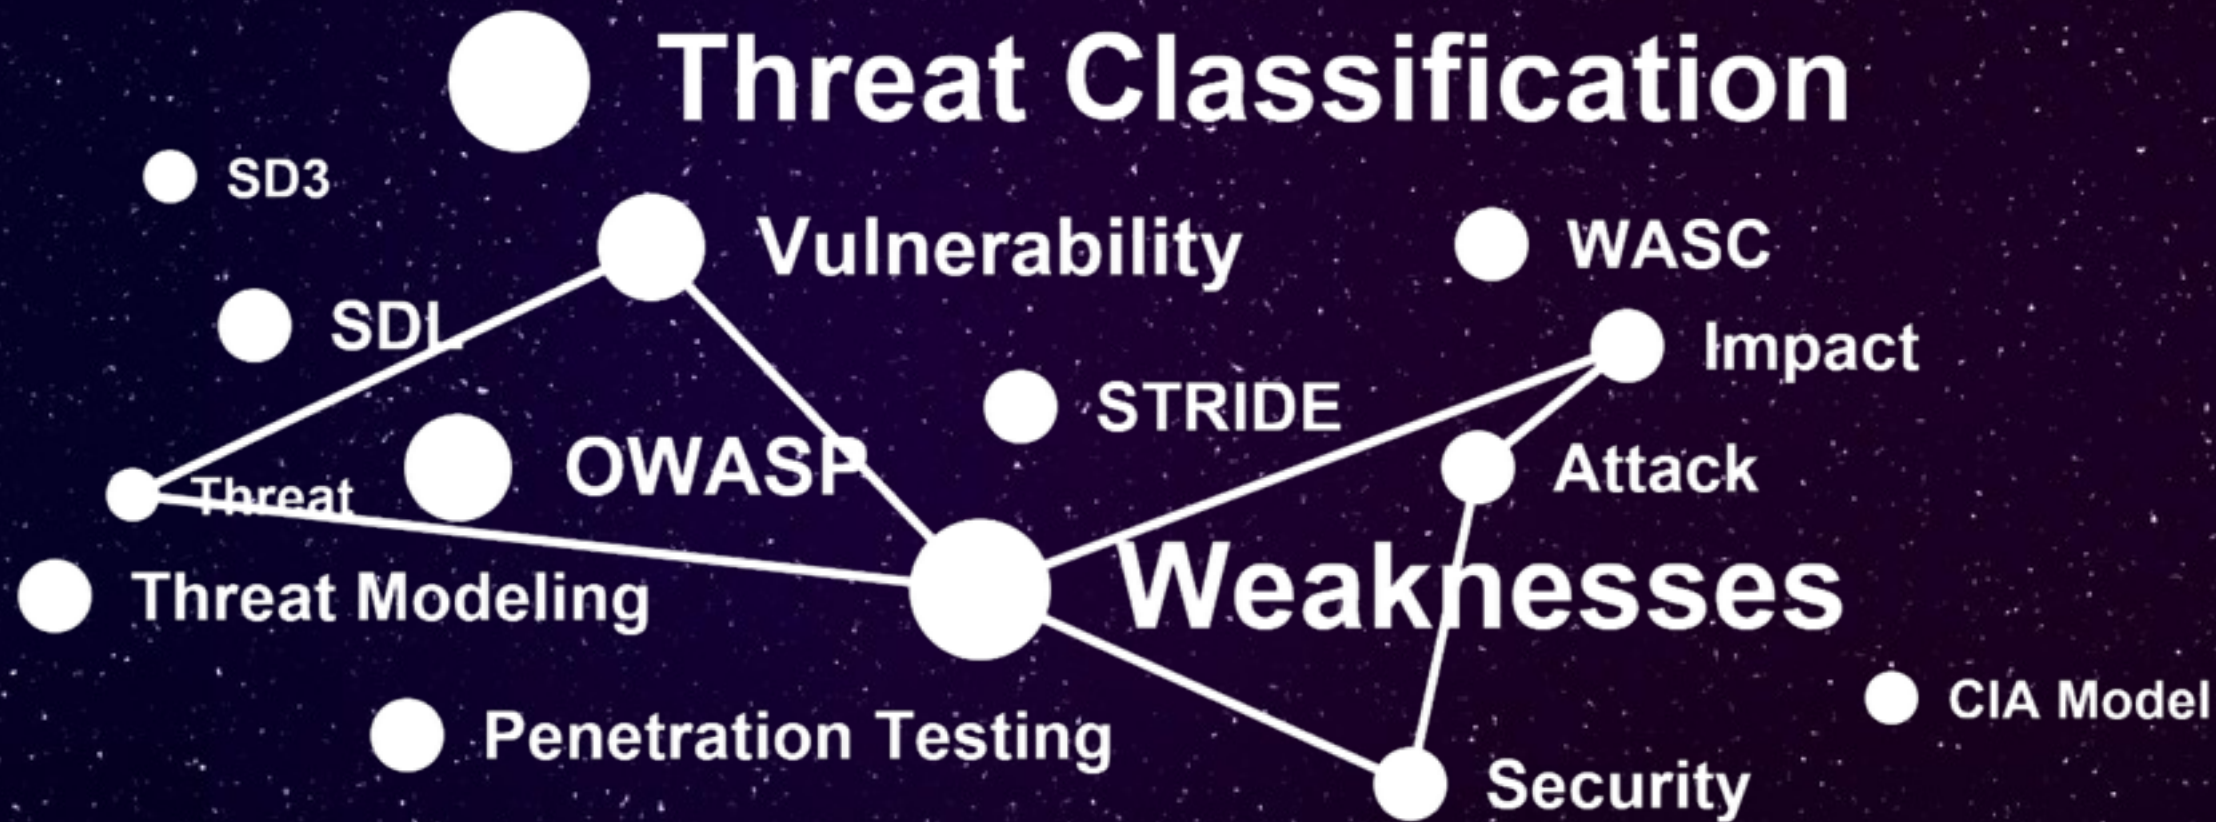 Threat Classification
SD3
Vulnerability
WASC
SDL
Impact
STRIDE
OWASP
Attack
Threat
Weaknesses
Threat Modeling
CIA Model
Penetration Testing
Security